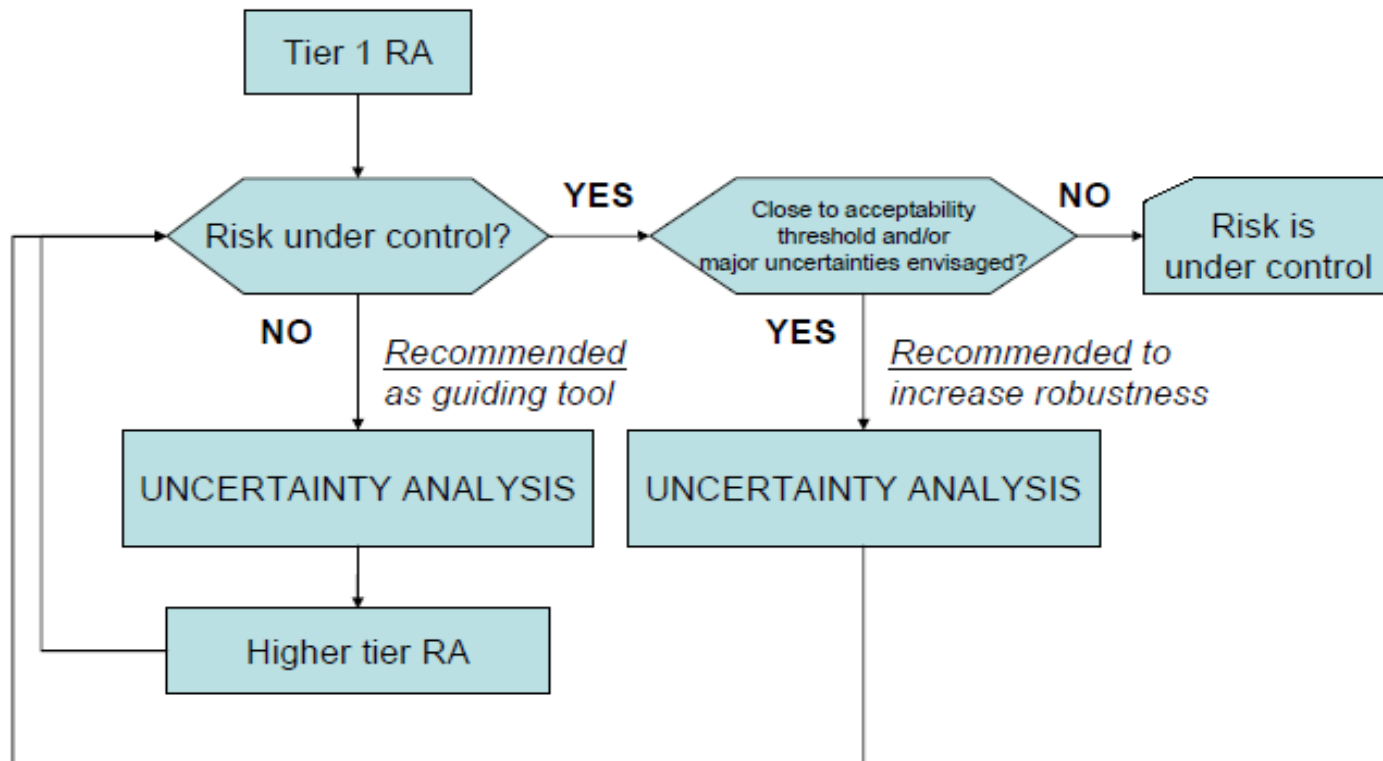 Tier 1 RA
Risk under control?
YES
Close to acceptability
threshold and/or
major uncertainties envisaged?
NO
Risk is
under control
NO
Recommended
as guiding tool
YES
Recommended to
increase robustness
UNCERTAINTY ANALYSIS
UNCERTAINTY ANALYSIS
Higher tier RA